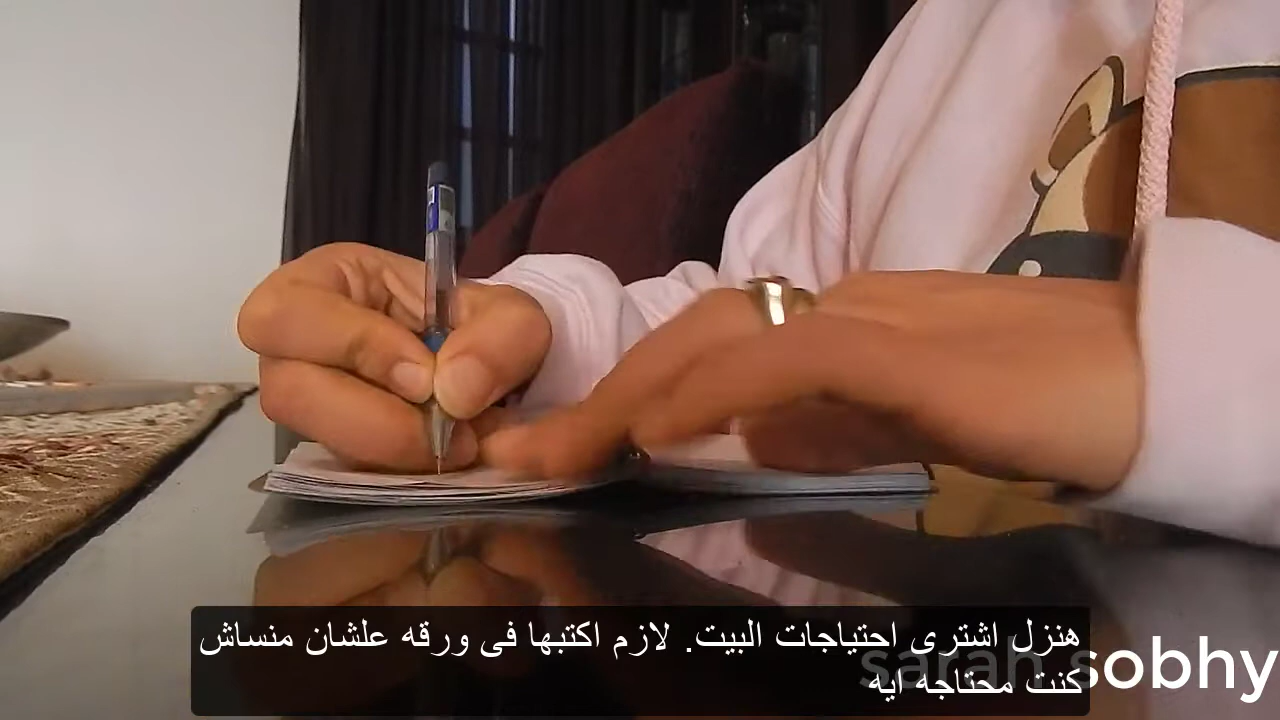 هنزل اشترى احتياجات البيت. لازم اكتبها فى ورقه علشان منساش
كنت محتاجه ايه
sarah sobhy